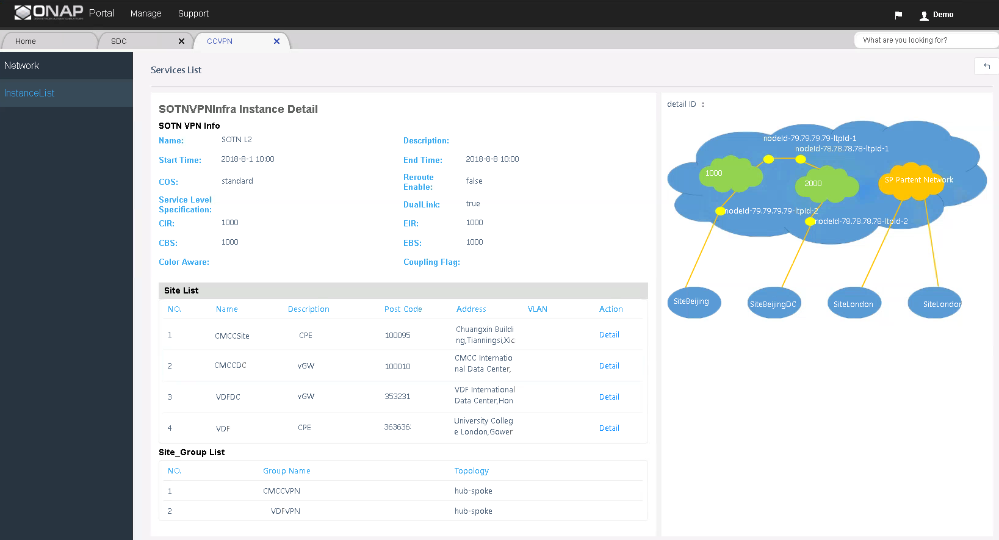 ONAP Portal Manage Support
Demo
Home SDC CCVPN
What are you looking for?
Network
InstanceList
Services List
SOTNVPNInfra Instance Detail
SOTN VPN Info
Name: SOTN L2 Description:
Start Time: 2018-8-1 10:00 End Time: 2018-8-8 10:00
COS: standard Reroute
Enable: false
Service Level
Specification: DualLink: true
CIR: 1000 EIR: 1000
CBS: 1000 EBS: 1000
Color Aware: Coupling Flag:
Site List
NO. Name Description Post Code Address VLAN Action
1 CMCCSite CPE 100095 Chuangxin Buildi
ng,Tianningsi,Xic Detail
2 CMCCDC vGW 100010 CMCC Internatio
nal Data Center, Detail
3 VDFDC vGW 353231 VDF International
Data Center,Hon Detail
4 VDF CPE 363636 University Colleg
e London,Gower Detail
Site_Group List
NO. Group Name Topology
1 CMCCVPN hub-spoke
2 VDFVPN hub-spoke
detail ID :
nodeId-79.79.79.79-ltpId-1
nodeId-78.78.78.78-ltpId-1
1000
2000
SP Partent Network
nodeId-79.79.79.79-ltpId-2
nodeId-78.78.78.78-ltpId-2
SiteBeijing
SiteBeijingDC
SiteLondon
SiteLondon